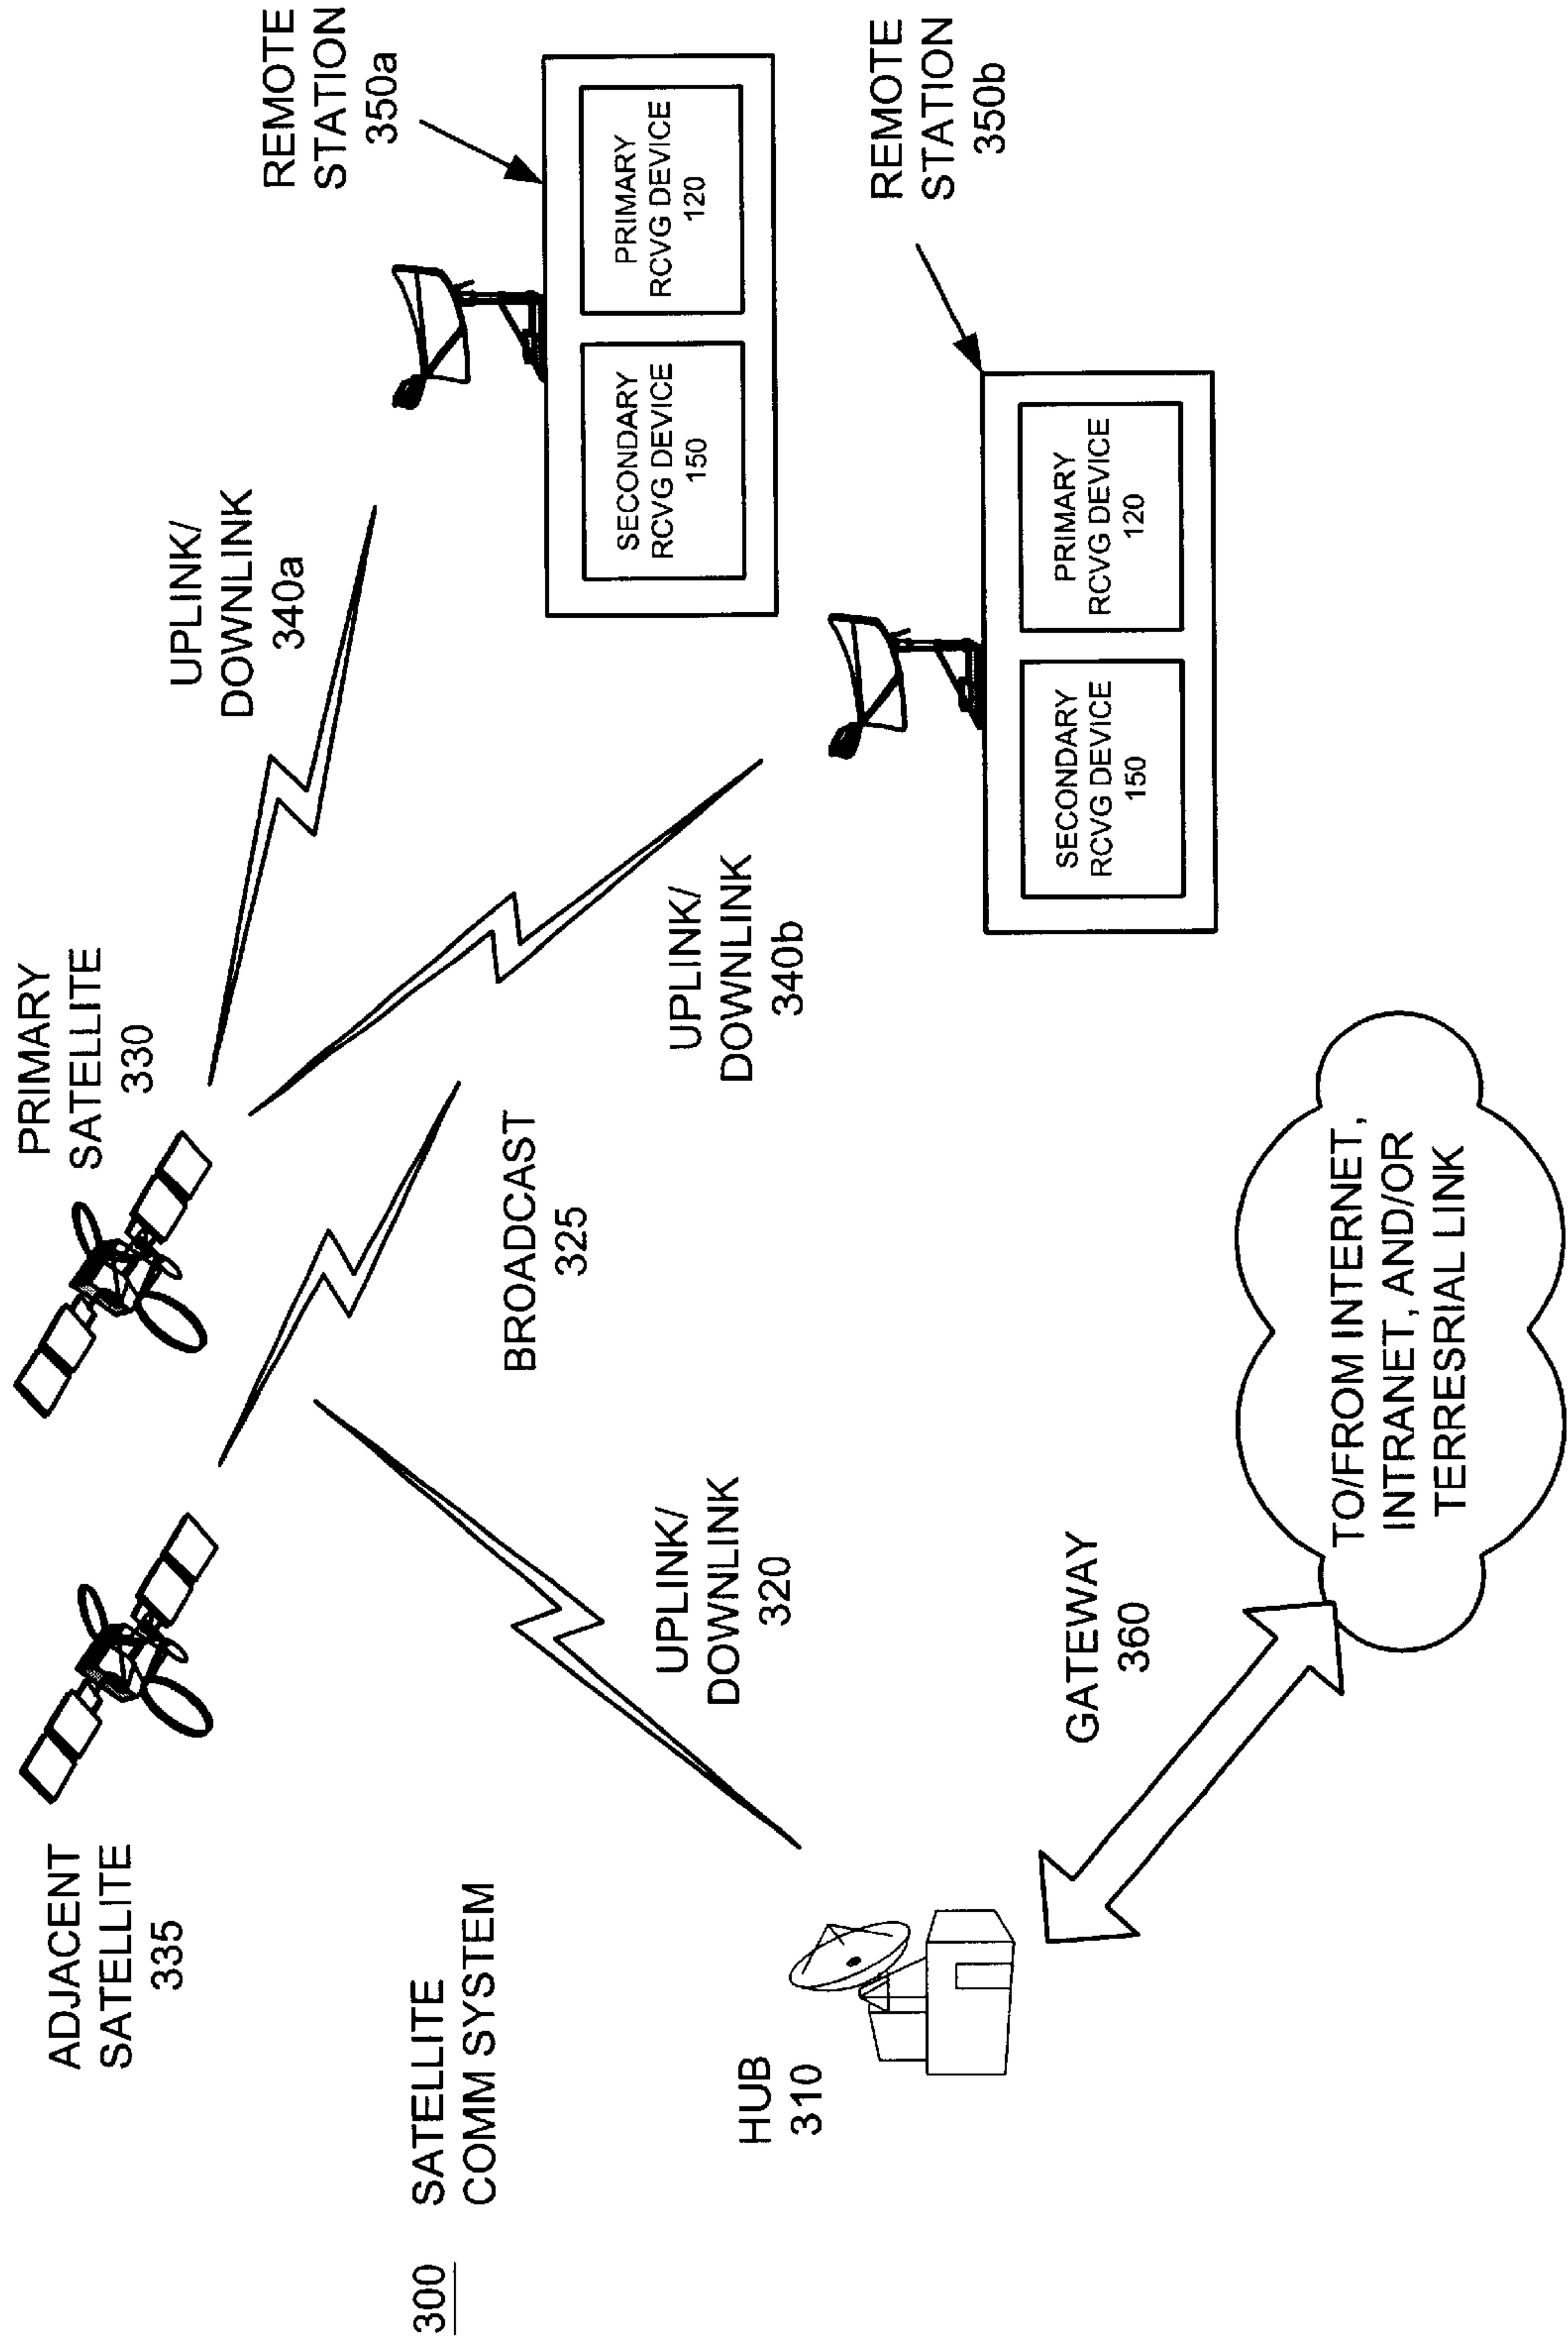 300 SATELLITE
COMM SYSTEM
ADJACENT
SATELLITE
335
PRIMARY
SATELLITE
330
UPLINK/
DOWNLINK
340a
REMOTE
STATION
350a
SECONDARY
RCVG DEVICE
150
PRIMARY
RCVG DEVICE
120
BROADCAST
325
UPLINK/
DOWNLINK
320
UPLINK/
DOWNLINK
340b
REMOTE
STATION
350b
SECONDARY
RCVG DEVICE
150
PRIMARY
RCVG DEVICE
120
HUB
310
GATEWAY
360
TO/FROM INTERNET,
INTRANET, AND/OR
TERRESRIAL LINK